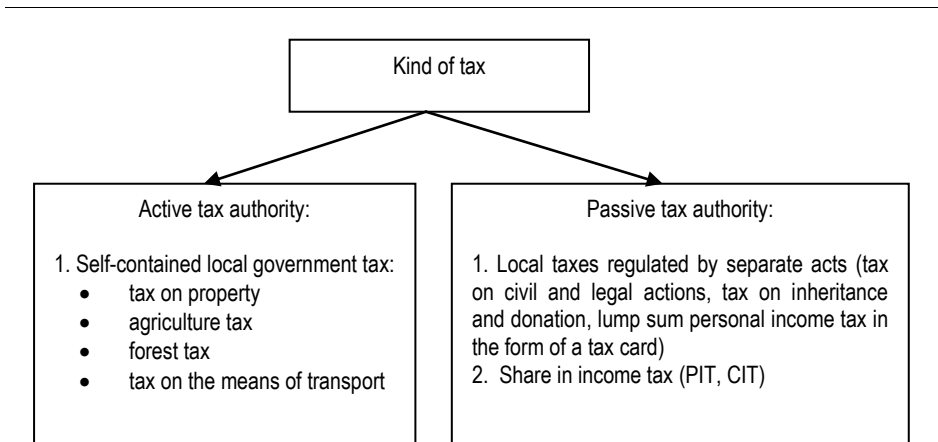 Kind of tax
Active tax authority:
1. Self-contained local government tax:
• tax on property
• agriculture tax
• forest tax
• tax on the means of transport
Passive tax authority:
1. Local taxes regulated by separate acts (tax
on civil and legal actions, tax on inheritance
and donation, lump sum personal income tax in
the form of a tax card)
2. Share in income tax (PIT, CIT)